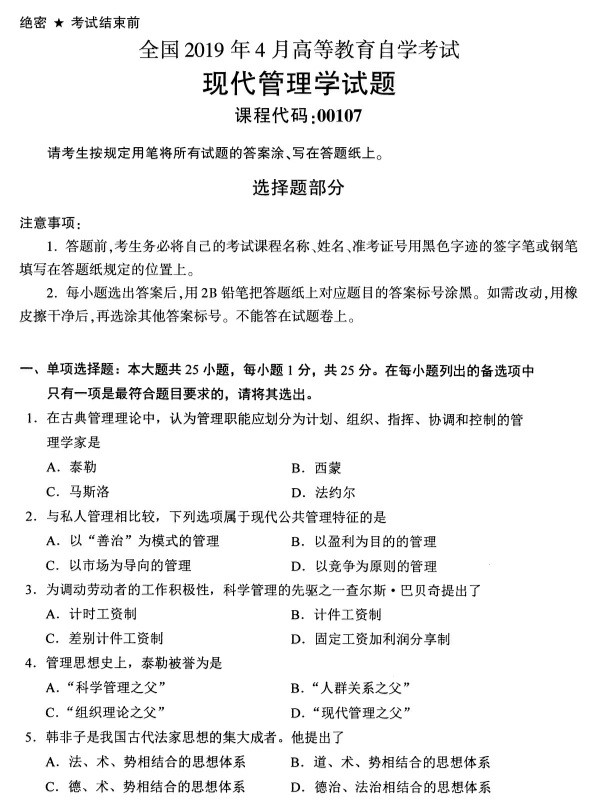 绝密 ★ 考试结束前
全国 2019 年 4 月高等教育自学考试
现代管理学试题
课程代码:00107
请考生按规定用笔将所有试题的答案涂、写在答题纸上。
选择题部分
注意事项:
1. 答题前,考生务必将自己的考试课程名称、姓名、准考证号用黑色字迹的签字笔或钢笔
填写在答题纸规定的位置上。
2. 每小题选出答案后,用 2B 铅笔把答题纸上对应题目的答案标号涂黑。如需改动,用橡
皮擦干净后,再选涂其他答案标号。不能答在试题卷上。
一、单项选择题：本大题共 25 小题，每小题 1 分，共 25 分。在每小题列出的备选项中
只有一项是最符合题目要求的，请将其选出。
1．在古典管理理论中，认为管理职能应划分为计划、组织、指挥、协调和控制的管
理学家是
A．泰勒 B．西蒙
C．马斯洛 D．法约尔
2．与私人管理相比较，下列选项属于现代公共管理特征的是
A．以“善治”为模式的管理 B．以盈利为目的的管理
C．以市场为导向的管理 D．以竞争为原则的管理
3．为调动劳动者的工作积极性，科学管理的先驱之一查尔斯·巴贝奇提出了
A．计时工资制 B．计件工资制
C．差别计件工资制 D．固定工资加利润分享制
4．管理思想史上，泰勒被誉为是
A．“科学管理之父” B．“人群关系之父”
C．“组织理论之父” D．“现代管理之父”
5．韩非子是我国古代法家思想的集大成者。他提出了
A．法、术、势相结合的思想体系 B．道、术、势相结合的思想体系
C．德、术、势相结合的思想体系 D．德治、法治相结合的思想体系